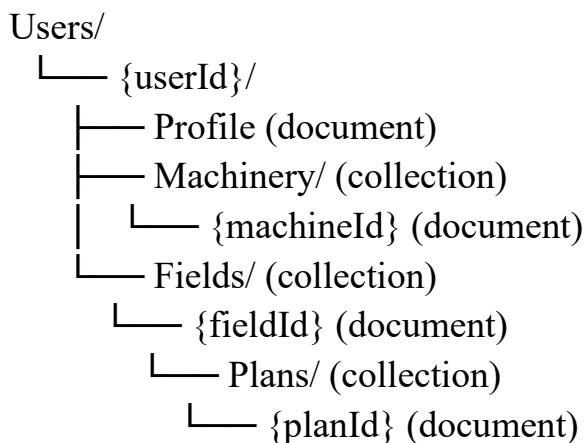 Users/
└── {userId}/
├── Profile (document)
├── Machinery/ (collection)
│ └── {machineId} (document)
└── Fields/ (collection)
└── {fieldId} (document)
└── Plans/ (collection)
└── {planId} (document)